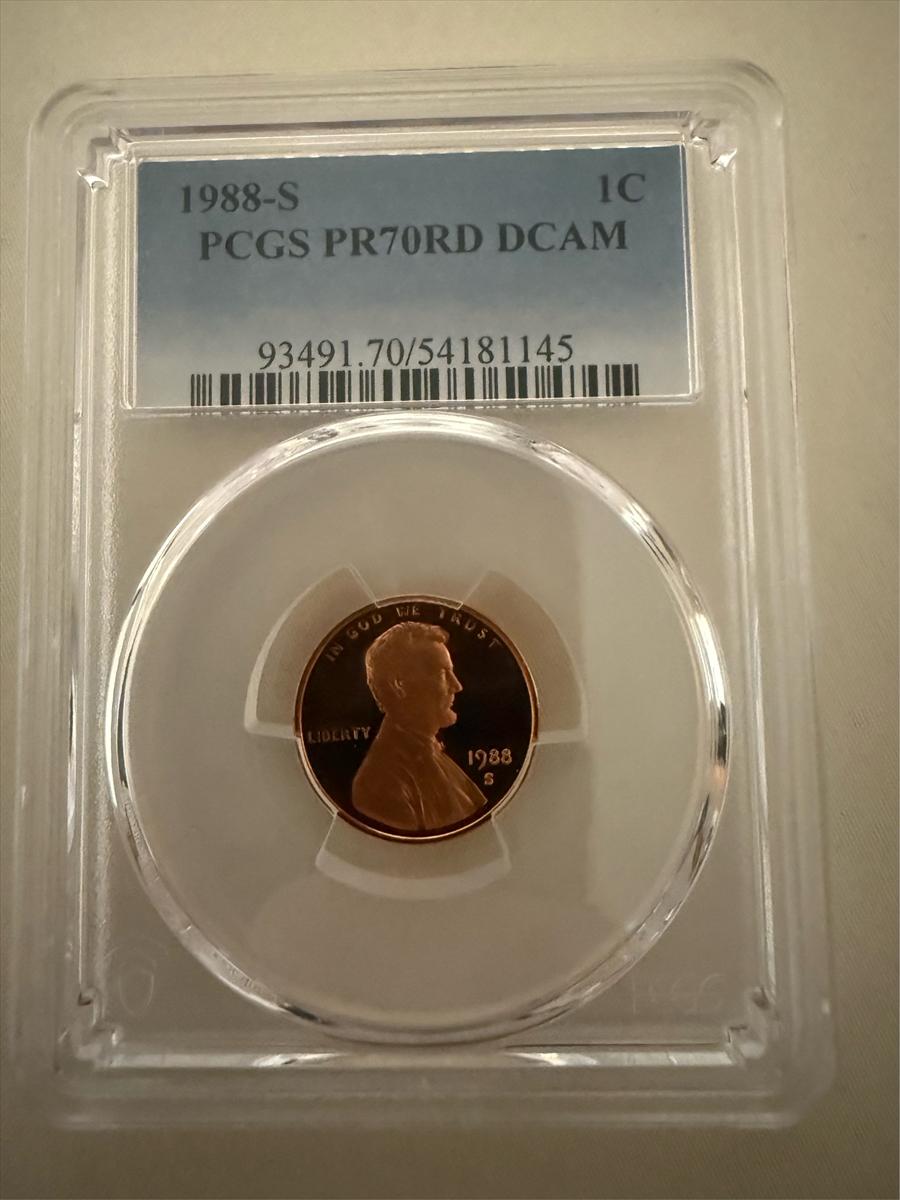 1988-S 1C
PCGS PR70RD DCAM
93491.70/54181145
IN GOD WE TRUST
LIBERTY
1988
S